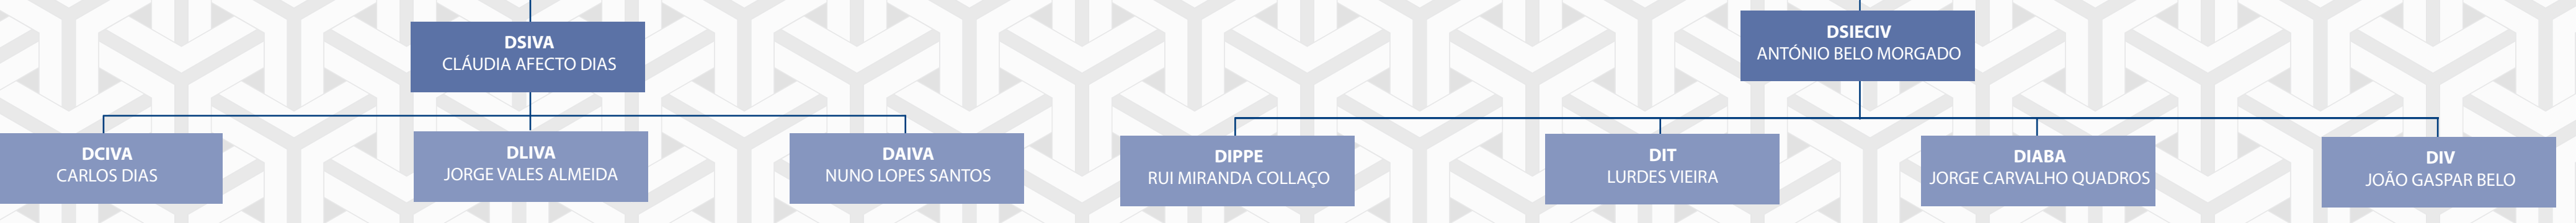 DSIVA
CLÁUDIA AFECTO DIAS
DSIECIV
ANTÓNIO BELO MORGADO
DCIVA
CARLOS DIAS
DLIVA
JORGE VALES ALMEIDA
DAIVA
NUNO LOPES SANTOS
DIPPE
RUI MIRANDA COLLAÇO
DIT
LURDES VIEIRA
DIABA
JORGE CARVALHO QUADROS
DIV
JOÃO GASPAR BELO